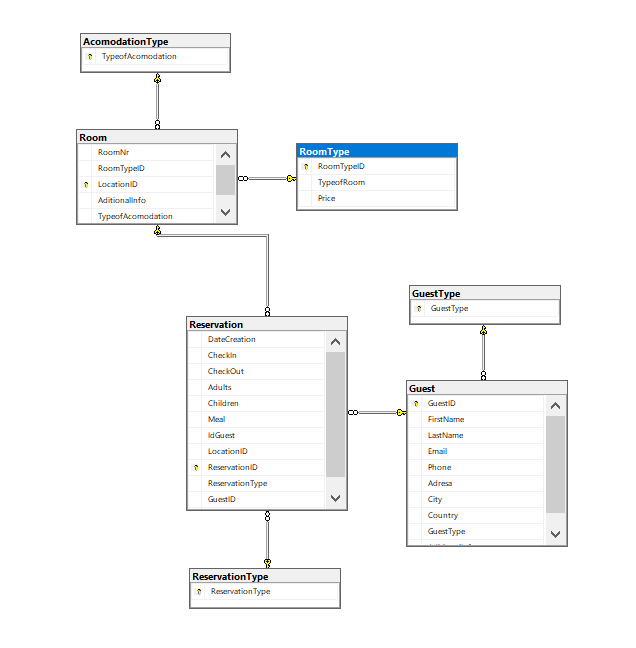 AcomodationType
TypeofAcomodation
Room
RoomNr
RoomTypeID
LocationID
AditionalInfo
TypeofAcomodation
RoomType
RoomTypeID
TypeofRoom
Price
Reservation
DateCreation
CheckIn
CheckOut
Adults
Children
Meal
IdGuest
LocationID
ReservationID
ReservationType
GuestID
GuestType
GuestType
Guest
GuestID
FirstName
LastName
Email
Phone
Adresa
City
Country
GuestType
ReservationType
ReservationType